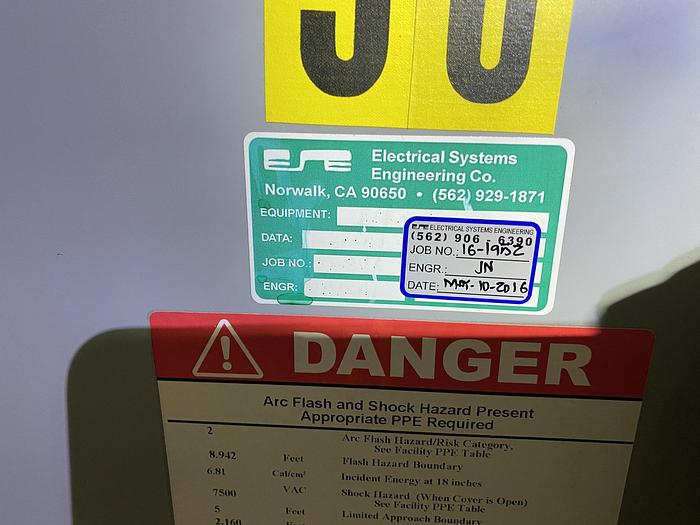 ESE Electrical Systems
Engineering Co.
Norwalk, CA 90650 • (562) 929-1871
EQUIPMENT:
DATA:
JOB NO.:
ENGR:
ESE ELECTRICAL SYSTEMS ENGINEERING
(562) 906 - 6390
JOB NO.:
ENGR.: JN
DATE: 10-2016
DANGER
Arc Flash and Shock Hazard Present
Appropriate PPE Required
2 Arc Flash Hazard/Risk Category,
See Facility PPE Table
8.942 Feet Flash Hazard Boundary
6.81 Cal/cm² Incident Energy at 18 inches
7500 VAC Shock Hazard (When Cover is Open)
See Facility PPE Table
5 Feet Limited Approach Boundary
2.160